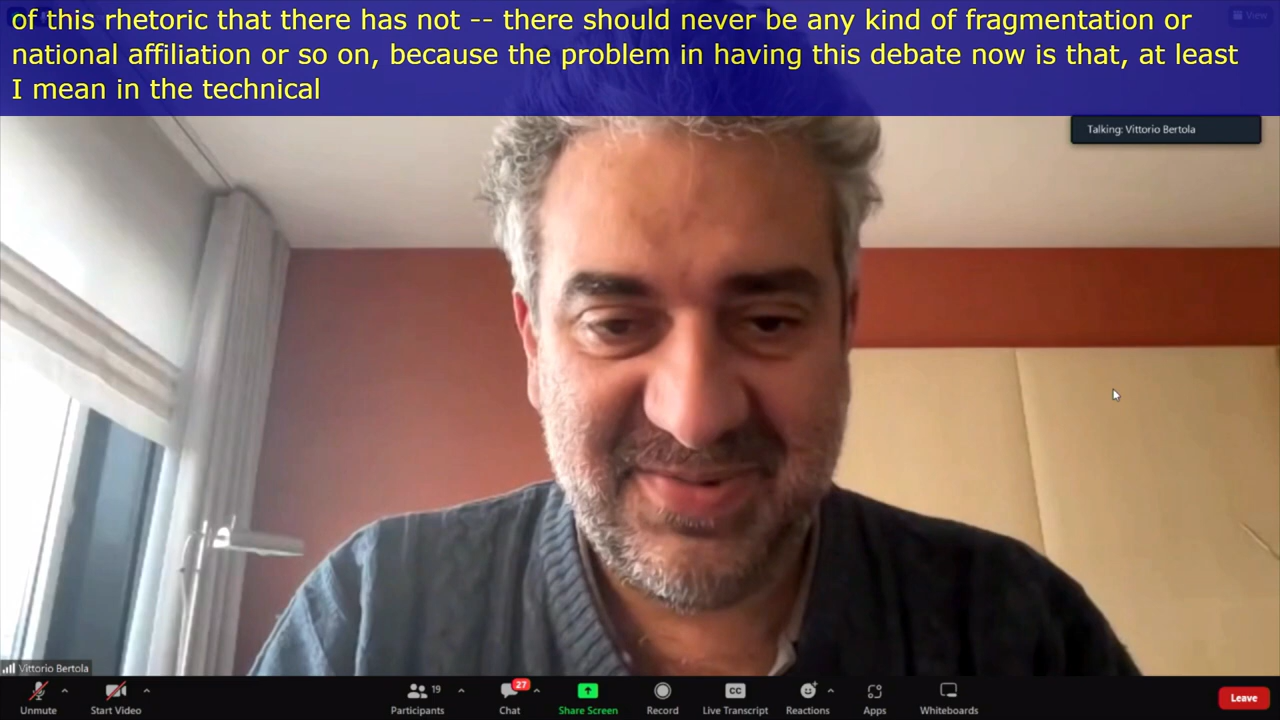 of this rhetoric that there has not -- there should never be any kind of fragmentation or
national affiliation or so on, because the problem in having this debate now is that, at least
I mean in the technical
View
Talking: Vittorio Bertola
Vittorio Bertola
Unmute
Start Video
19
Participants
27
Chat
Share Screen
Record
CC
Live Transcript
Reactions
Apps
Whiteboards
Leave